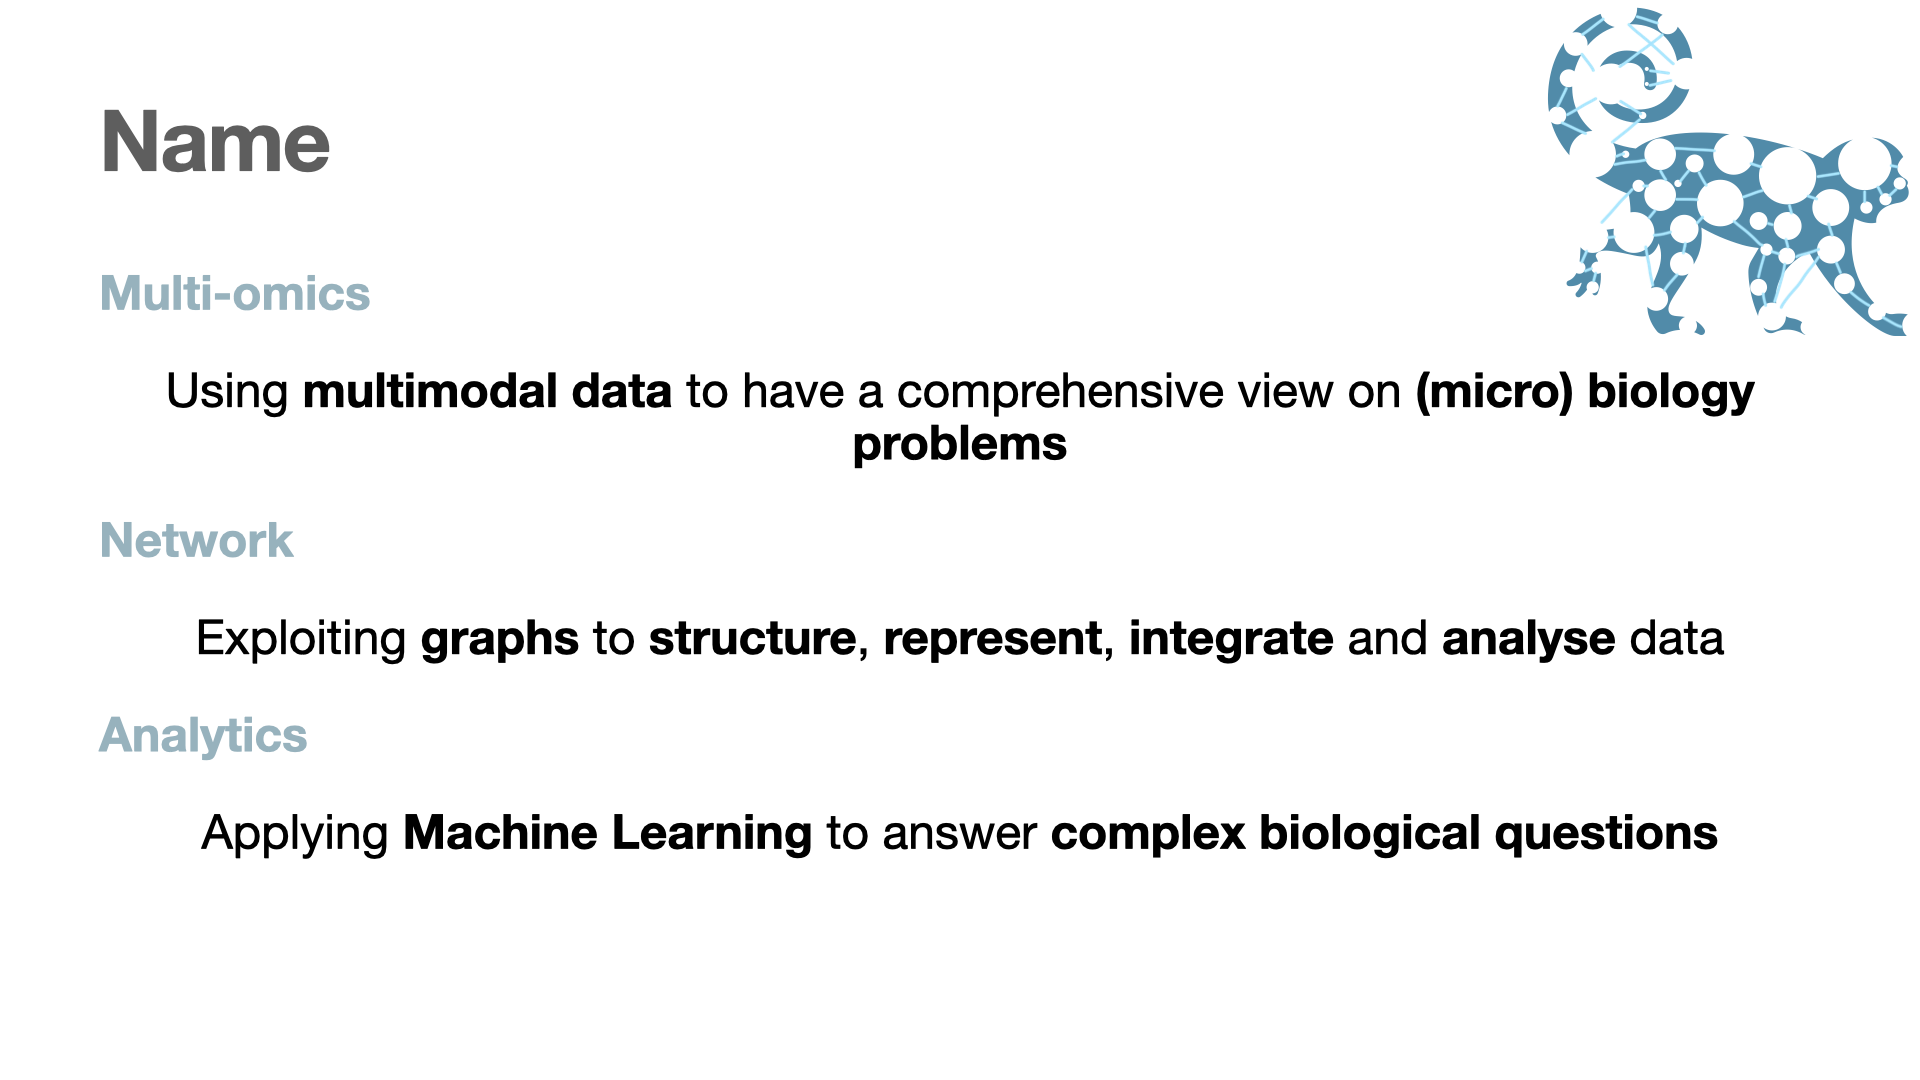 Name
Multi-omics
Using multimodal data to have a comprehensive view on (micro) biology
problems
Network
Exploiting graphs to structure, represent, integrate and analyse data
Analytics
Applying Machine Learning to answer complex biological questions